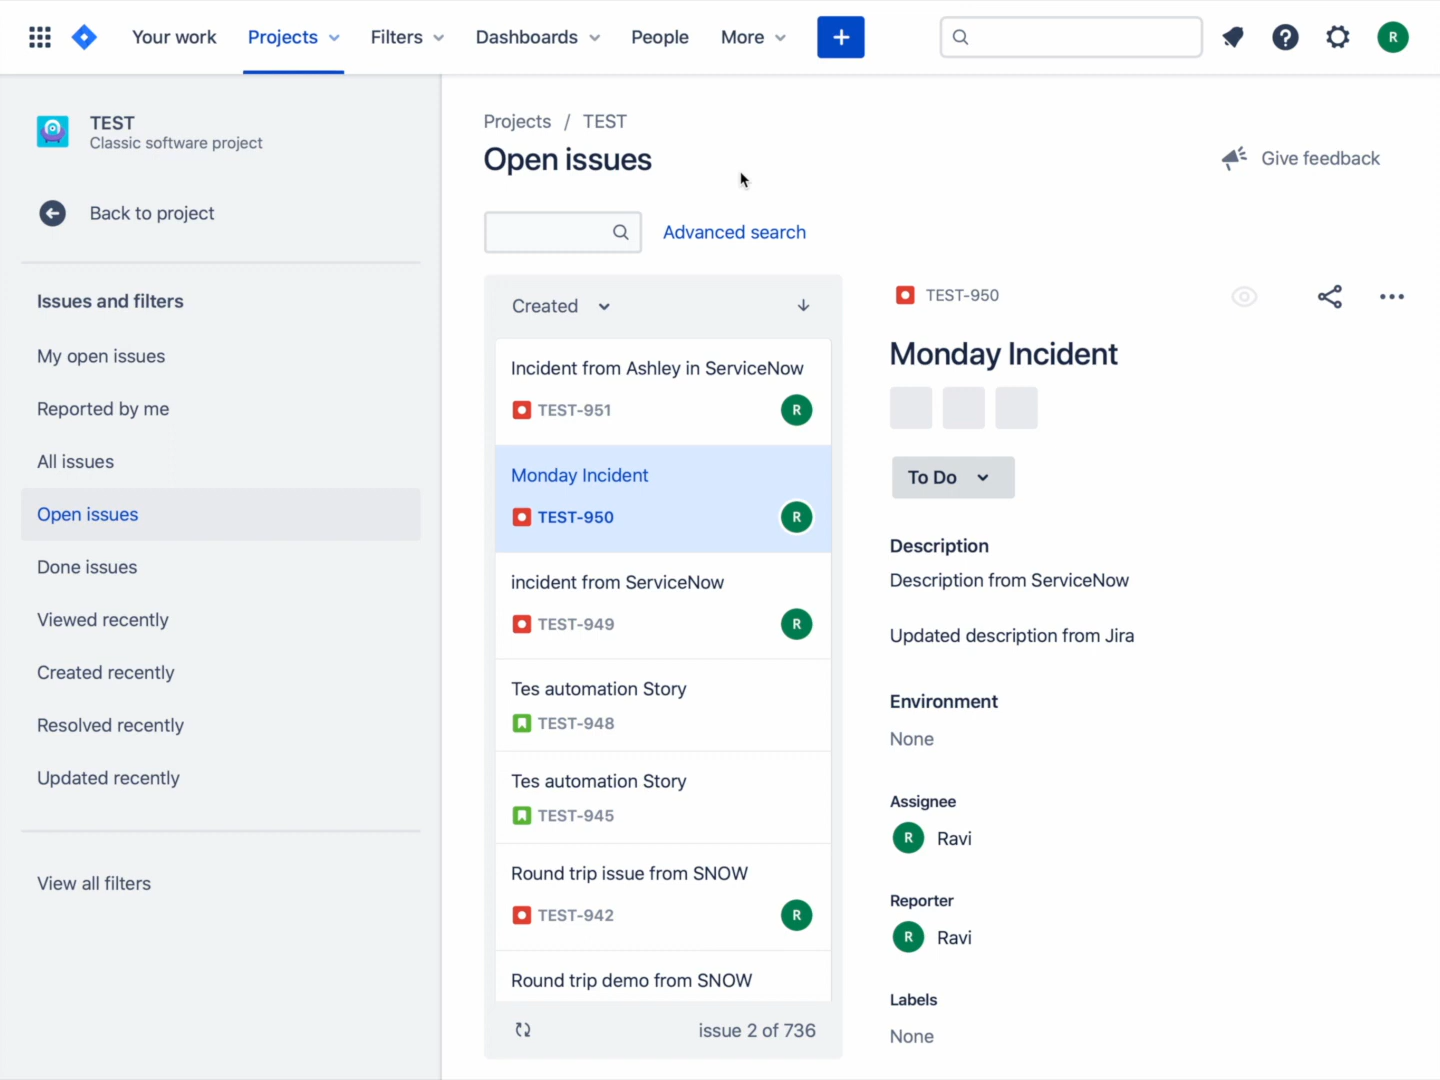 Your work
Projects
Filters
Dashboards
People
More
R
TEST
Classic software project
Back to project
Issues and filters
My open issues
Reported by me
All issues
Open issues
Done issues
Viewed recently
Created recently
Resolved recently
Updated recently
View all filters
Projects / TEST
Open issues
Give feedback
Advanced search
Created
Incident from Ashley in ServiceNow
TEST-951
R
Monday Incident
TEST-950
R
incident from ServiceNow
TEST-949
R
Tes automation Story
TEST-948
Tes automation Story
TEST-945
Round trip issue from SNOW
TEST-942
R
Round trip demo from SNOW
issue 2 of 736
TEST-950
Monday Incident
To Do
Description
Description from ServiceNow
Updated description from Jira
Environment
None
Assignee
R Ravi
Reporter
R Ravi
Labels
None